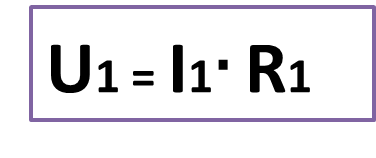 U1 = I1· R1